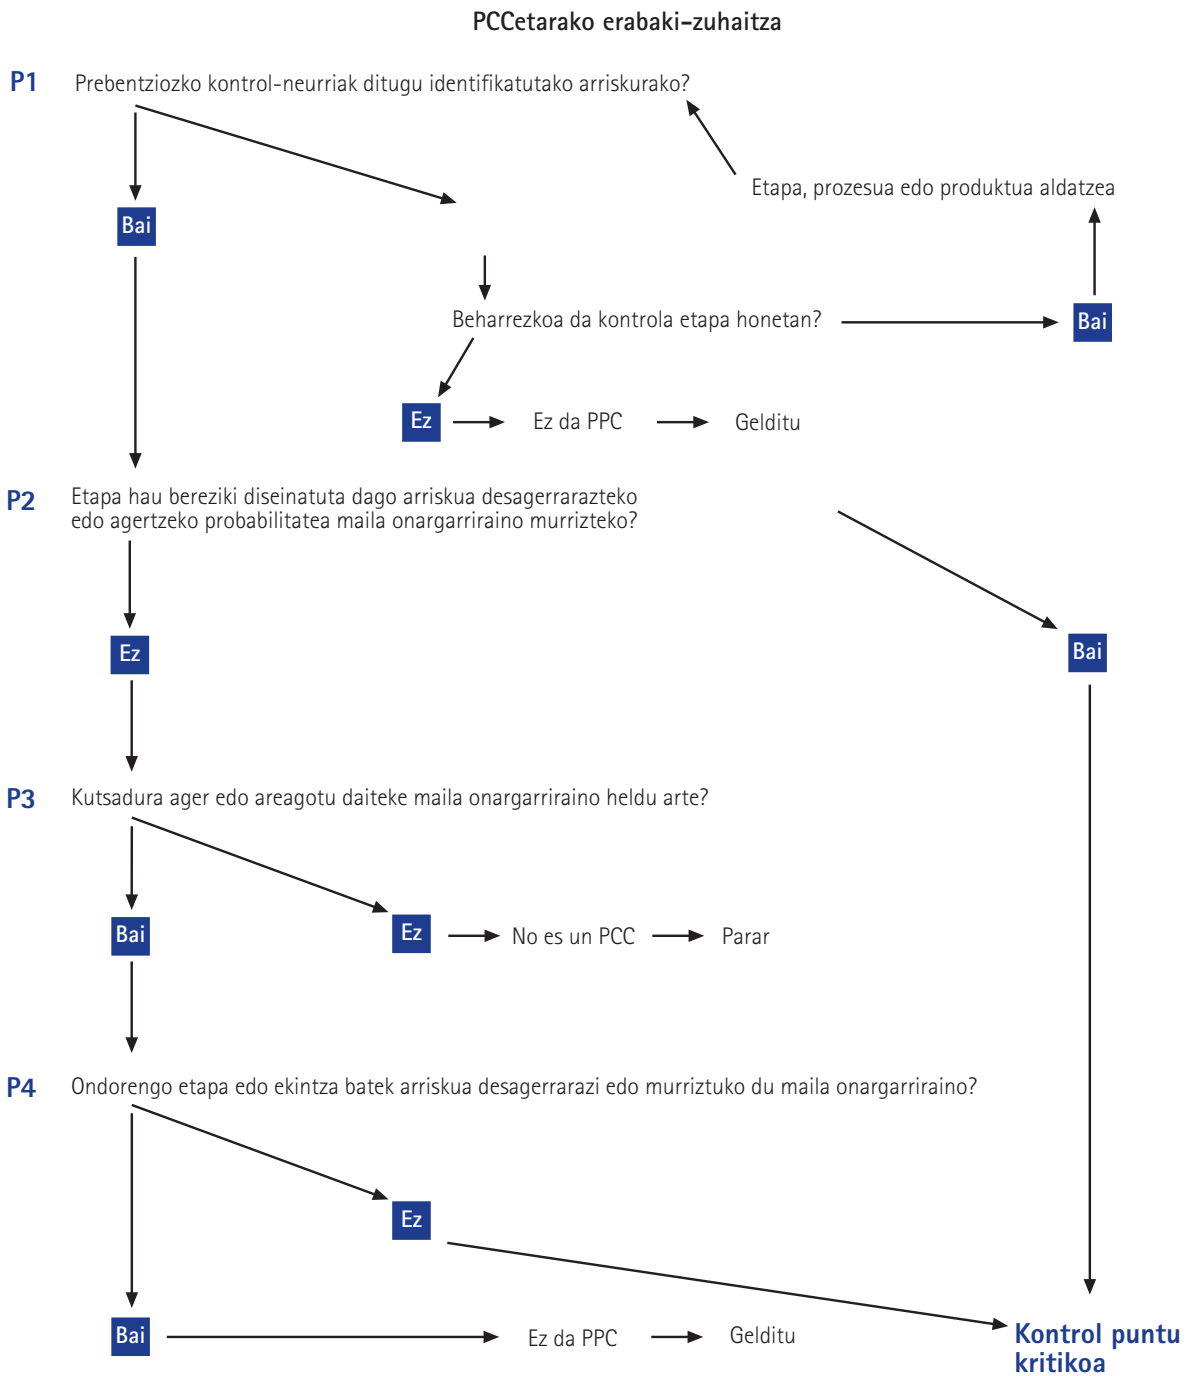 PCCetarako erabaki-zuhaitza
P1
Prebentziozko kontrol-neurriak ditugu identifikatutako arriskurako?
Etapa, prozesua edo produktua aldatzea
Bai
Beharrezkoa da kontrola etapa honetan?
Bai
Ez
Ez da PPC
Gelditu
P2
Etapa hau bereziki diseinatuta dago arriskua desagerrarazteko
edo agertzeko probabilitatea maila onargarriraino murrizteko?
Ez
Bai
P3
Kutsadura ager edo areagotu daiteke maila onargarriraino heldu arte?
Bai
Ez
No es un PCC
Parar
P4
Ondorengo etapa edo ekintza batek arriskua desagerrarazi edo murriztuko du maila onargarriraino?
Ez
Bai
Ez da PPC
Gelditu
Kontrol puntu
kritikoa